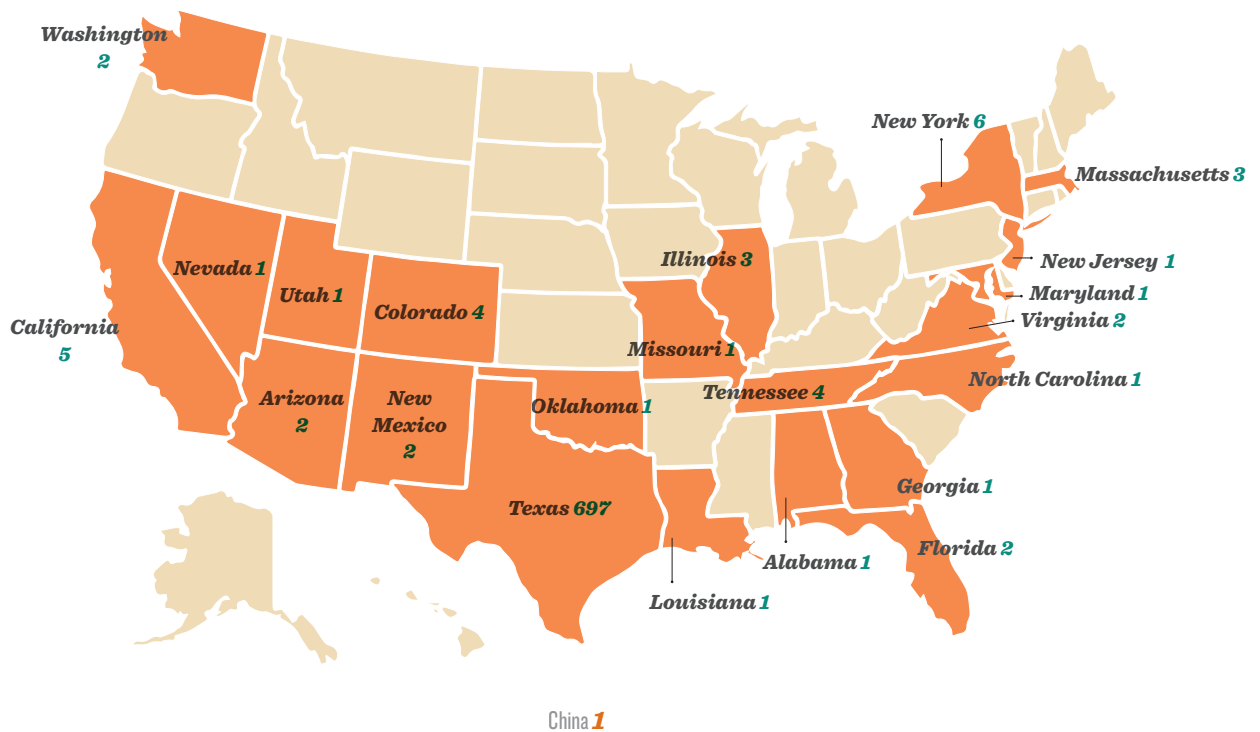 Washington
2
New York 6
Massachusetts 3
Illinois 3
New Jersey 1
Nevada 1
Maryland 1
Utah 1
Colorado 4
Virginia 2
California
5
Missouri 1
North Carolina 1
Tennessee 4
Arizona
2
New
Mexico
2
Oklahoma 1
Georgia 1
Texas 697
Florida 2
Alabama 1
Louisiana 1
China 1